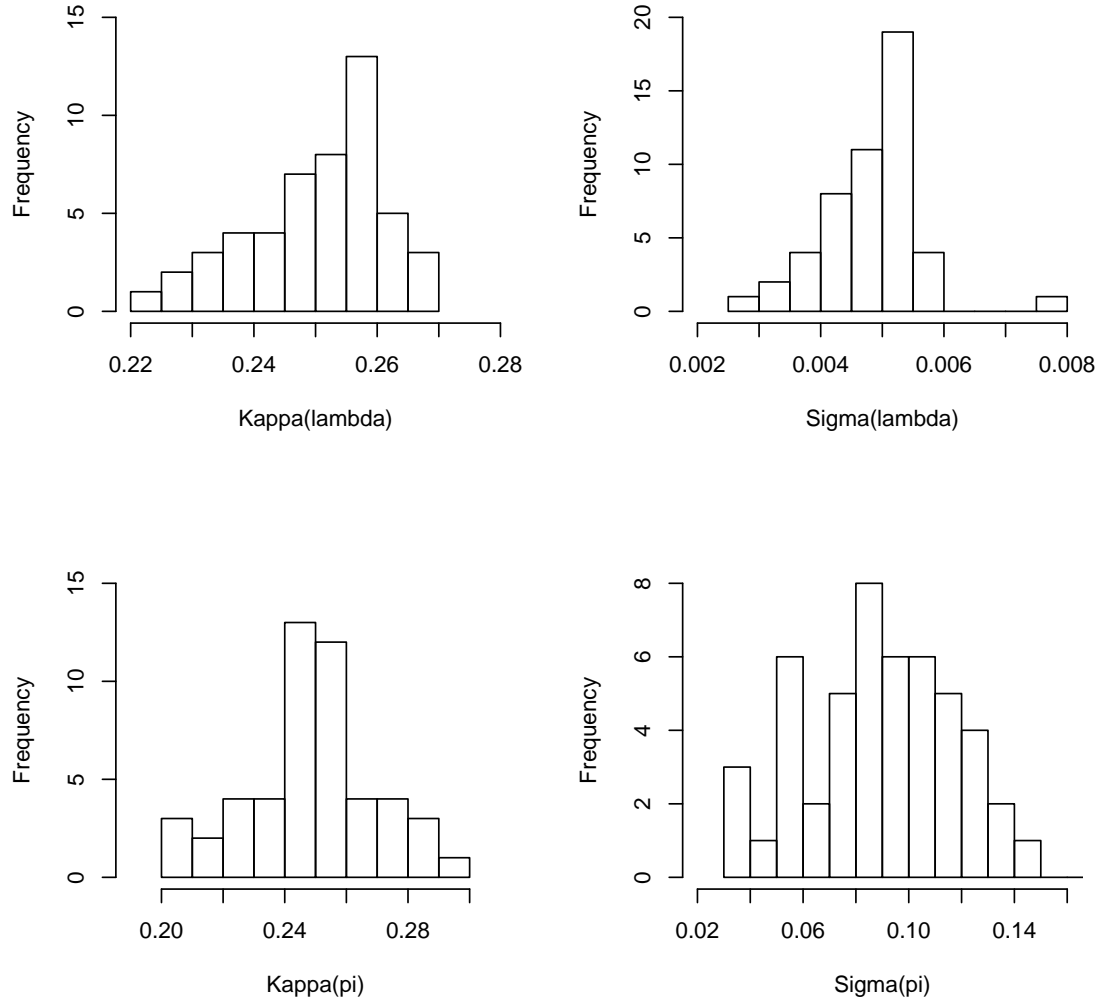 Frequency
0 5 10 15
0.22 0.24 0.26 0.28
Kappa(lambda)
Frequency
0 5 10 15 20
0.002 0.004 0.006 0.008
Sigma(lambda)
Frequency
0 5 10 15
0.20 0.24 0.28
Kappa(pi)
Frequency
0 2 4 6 8
0.02 0.06 0.10 0.14
Sigma(pi)